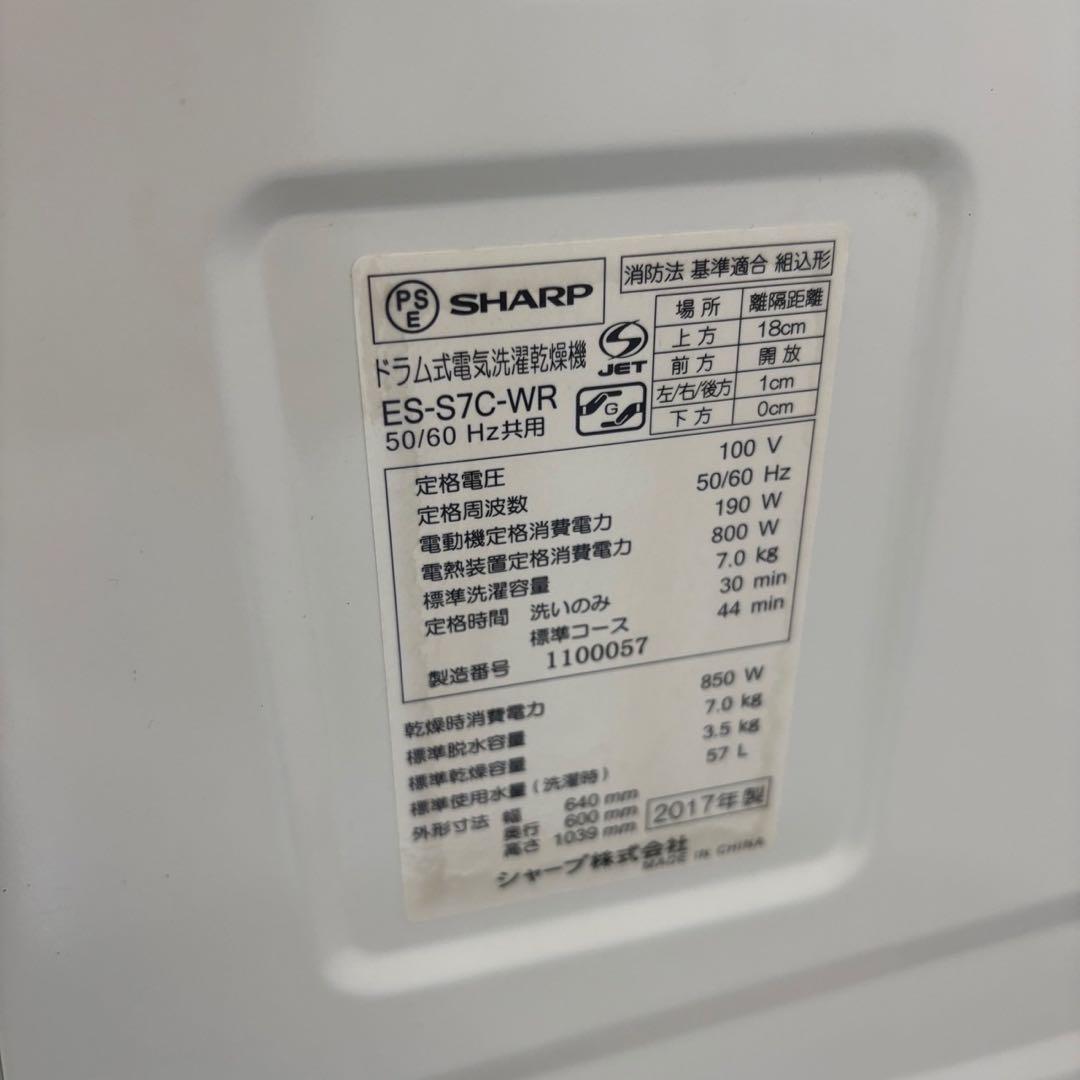 PS
E
SHARP
消防法 基準適合 組込形
場所 離隔距離
上方 18cm
前方 開放
左/右/後方 1cm
下方 0cm
ドラム式電気洗濯乾燥機
S
JET
ES-S7C-WR
G
50/60 Hz共用
定格電圧 100 V
定格周波数 50/60 Hz
電動機定格消費電力 190 W
電熱装置定格消費電力 800 W
標準洗濯容量 7.0 kg
定格時間 洗いのみ 30 min
標準コース 44 min
製造番号 1100057
乾燥時消費電力 850 W
標準脱水容量 7.0 kg
標準乾燥容量 3.5 kg
標準使用水量(洗濯時) 57 L
外形寸法 幅 640 mm
奥行 600 mm
高さ 1039 mm
2017年製
シャープ株式会社
MADE IN CHINA